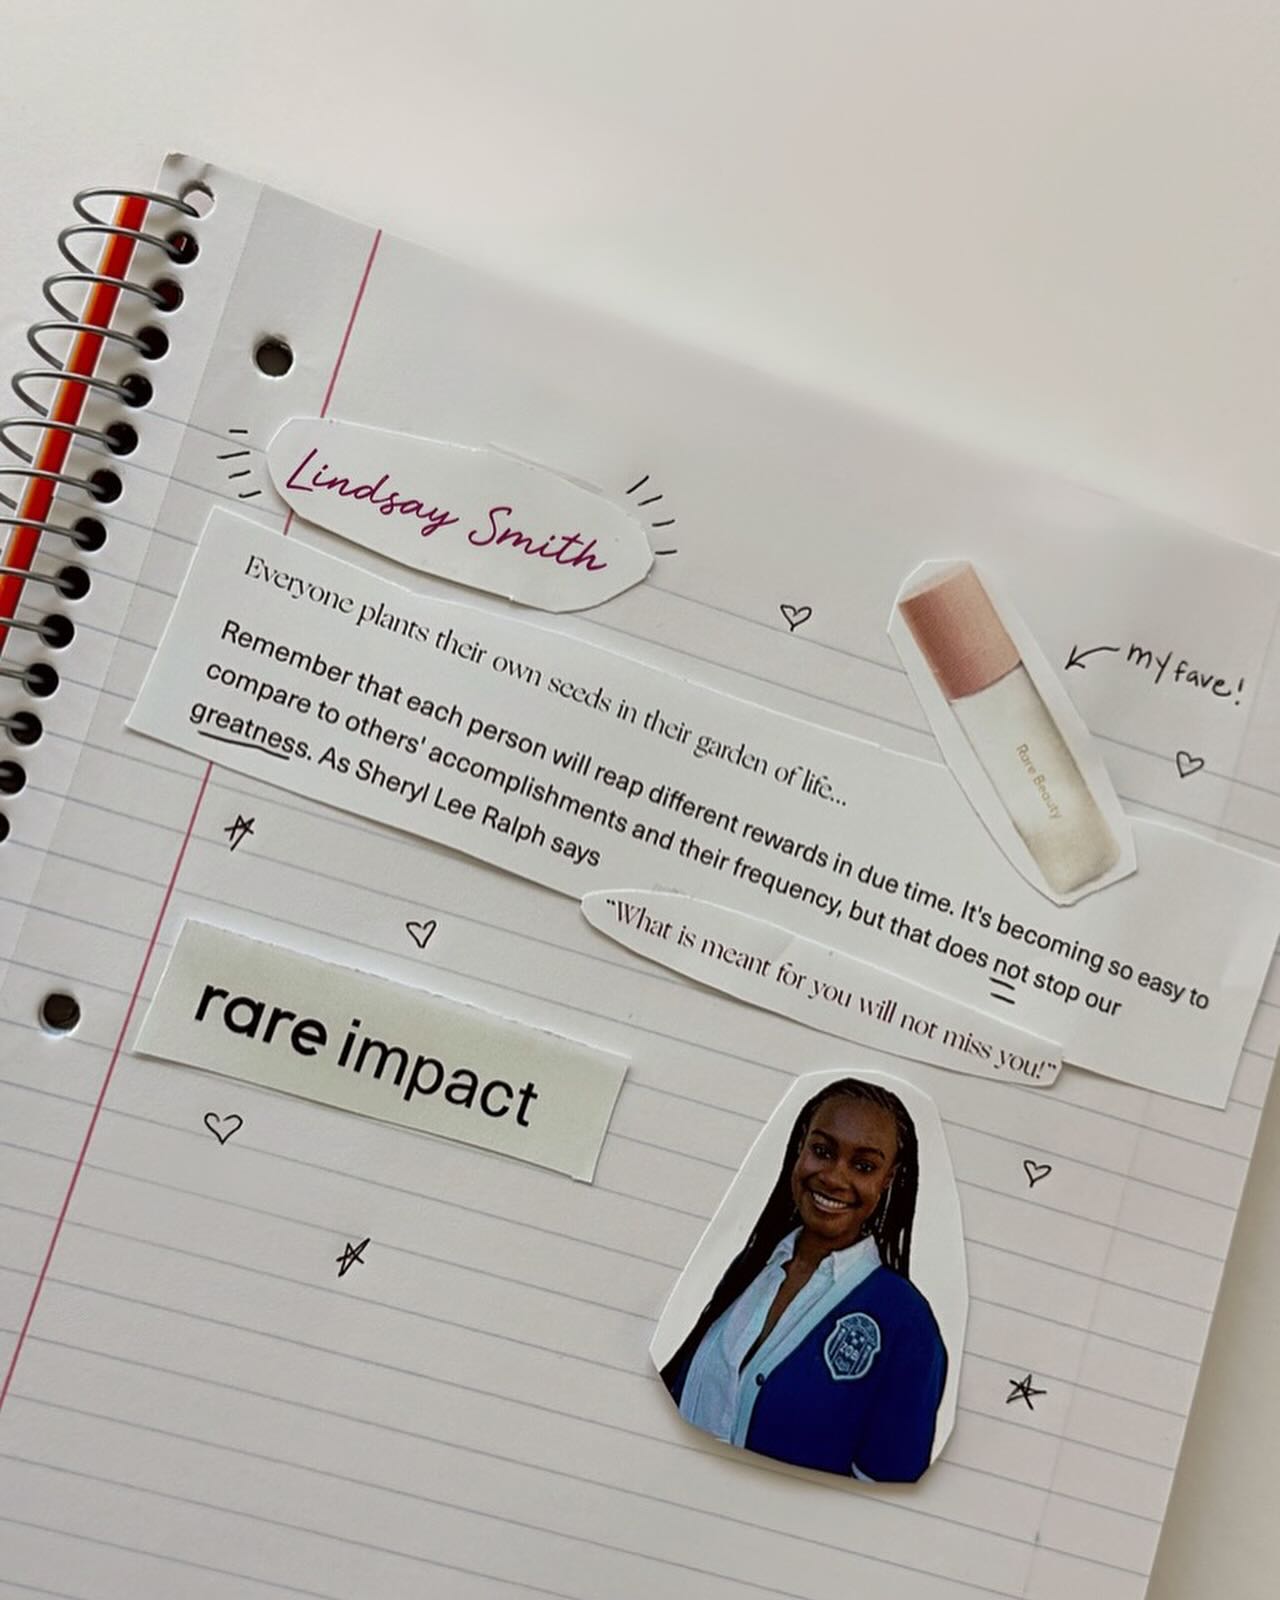 Lindsay Smith
Everyone plants their own seeds in their garden of life...
Remember that each person will reap different rewards in due time. It's becoming so easy to
compare to others' accomplishments and their frequency, but that does not stop our
greatness. As Sheryl Lee Ralph says
"What is meant for you will not miss you!"
my fave!
Rare Beauty
rare impact
ZOB